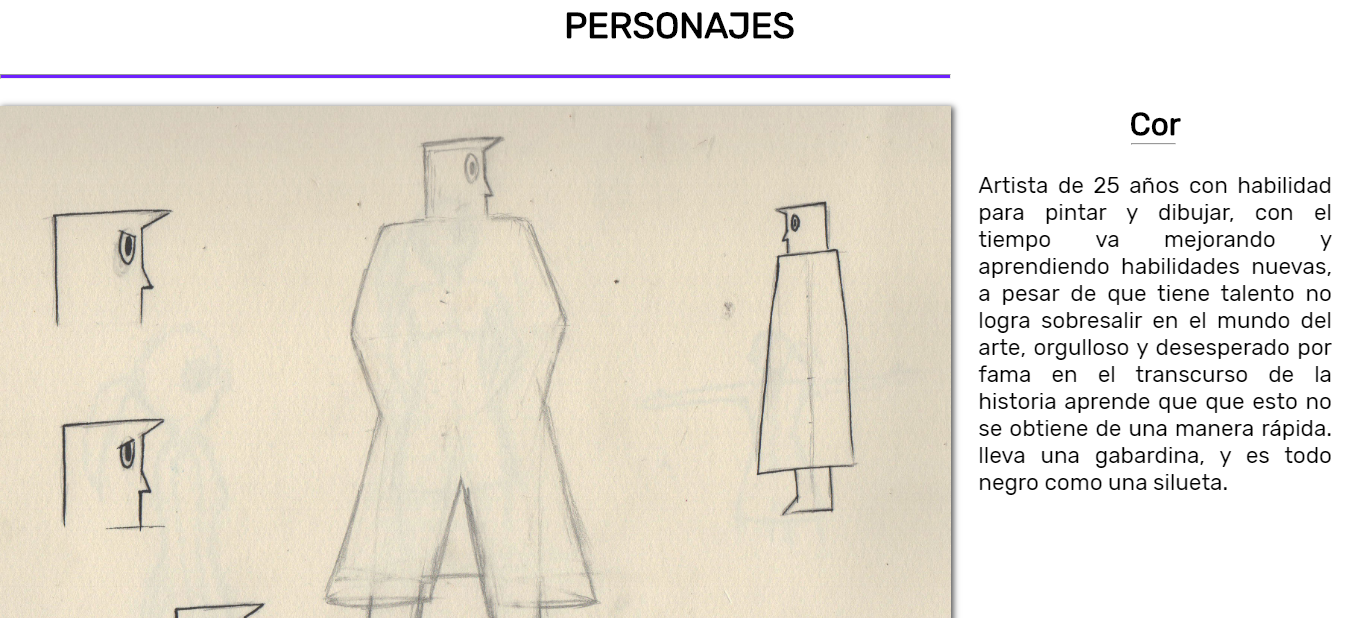 PERSONAJES
Cor
Artista de 25 años con habilidad
para pintar y dibujar, con el
tiempo va mejorando y
aprendiendo habilidades nuevas,
a pesar de que tiene talento no
logra sobresalir en el mundo del
arte, orgulloso y desesperado por
fama en el transcurso de la
historia aprende que que esto no
se obtiene de una manera rápida.
lleva una gabardina, y es todo
negro como una silueta.